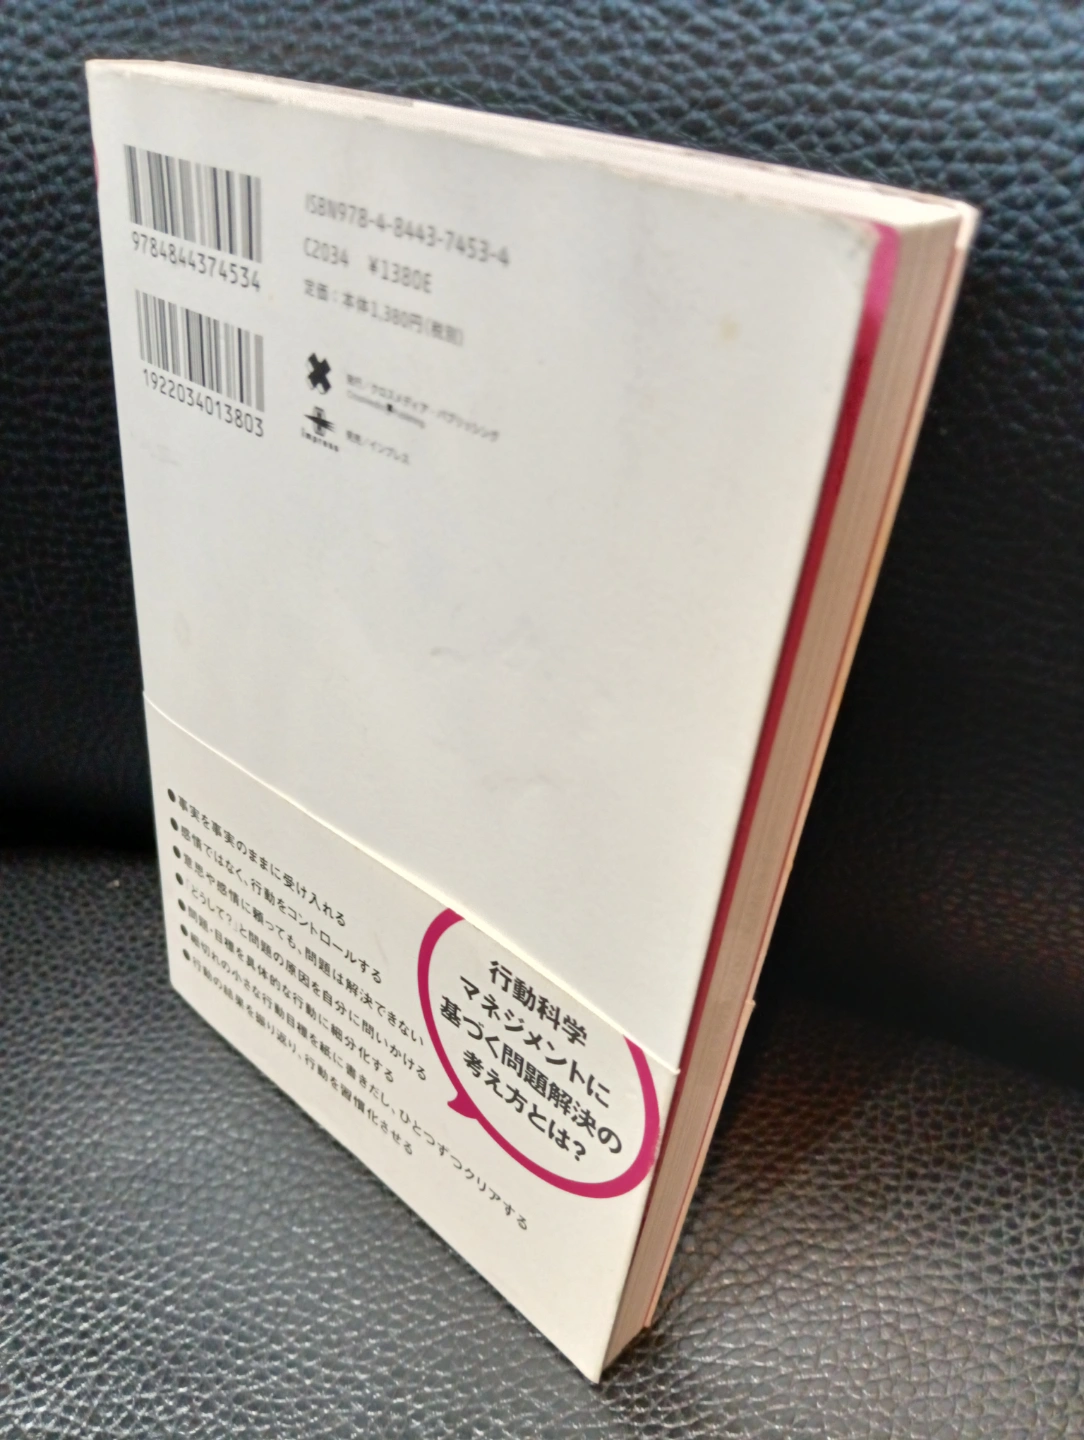 9784844374534
ISBN978-4-8443-7453-4
C2034 ¥1380E
定価：本体1,380円（税別）
1922034013803
発行／クロスメディア・パブリッシング
impress
発売／インプレス
●事実を事実のままに受け入れる
●感情ではなく、行動をコントロールする
●意思や感情に頼っても、問題は解決できない
●「どうして？」と問題の原因を自分に問いかける
●問題・目標を具体的な行動に細分化する
●細切れの小さな行動目標を紙に書きだし、ひとつずつクリアする
●行動の結果を振り返り、行動を習慣化させる
行動科学
マネジメントに
基づく問題解決の
考え方とは？